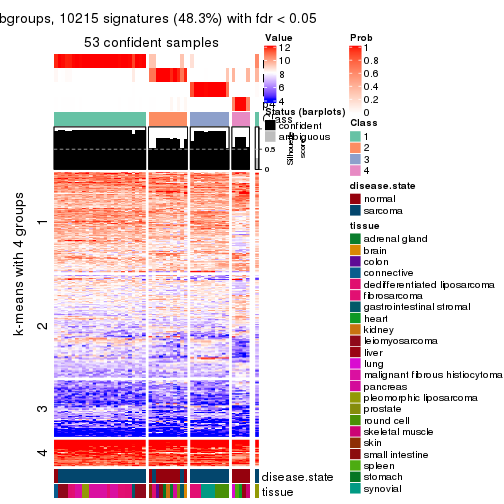 bgroups, 10215 signatures (48.3%) with fdr < 0.05
53 confident samples
k-means with 4 groups
1
2
3
4
Class
1
0.5
0
Silhouette
score
disease.state
tissue
Value
12
10
8
6
4
Status (barplots)
confident
ambiguous
Prob
1
0.8
0.6
0.4
0.2
0
Class
1
2
3
4
disease.state
normal
sarcoma
tissue
adrenal gland
brain
colon
connective
dedifferentiated liposarcoma
fibrosarcoma
gastrointestinal stromal
heart
kidney
leiomyosarcoma
liver
lung
malignant fibrous histiocytoma
pancreas
pleomorphic liposarcoma
prostate
round cell
skeletal muscle
skin
small intestine
spleen
stomach
synovial